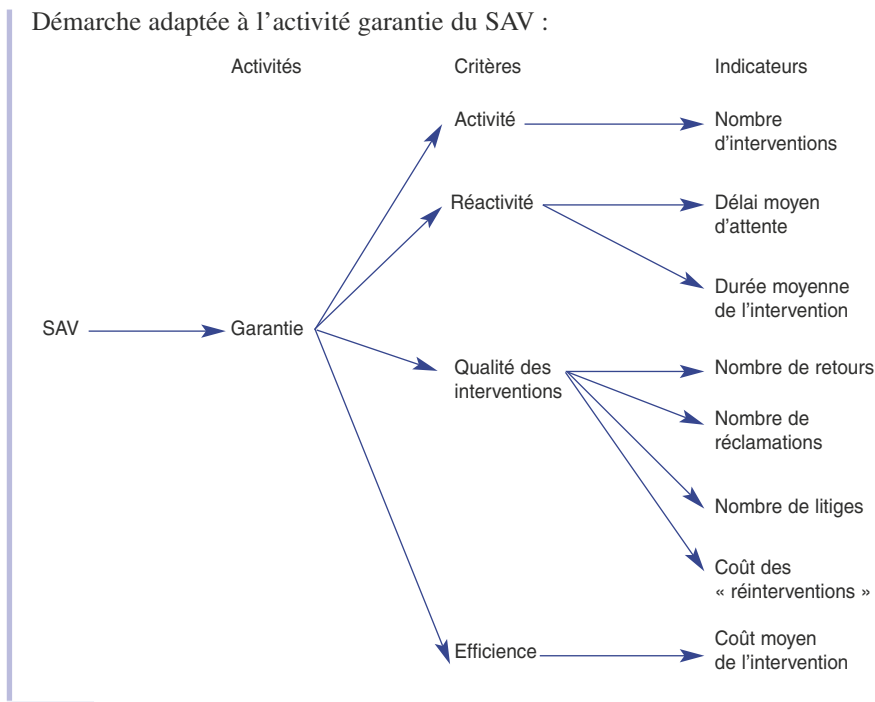 Démarche adaptée à l'activité garantie du SAV :
Activités
Critères
Indicateurs
Activité
Nombre
d'interventions
Réactivité
Délai moyen
d'attente
Durée moyenne
de l'intervention
SAV
Garantie
Qualité des
interventions
Nombre de retours
Nombre de
réclamations
Nombre de litiges
Coût des
« réinterventions »
Efficience
Coût moyen
de l'intervention